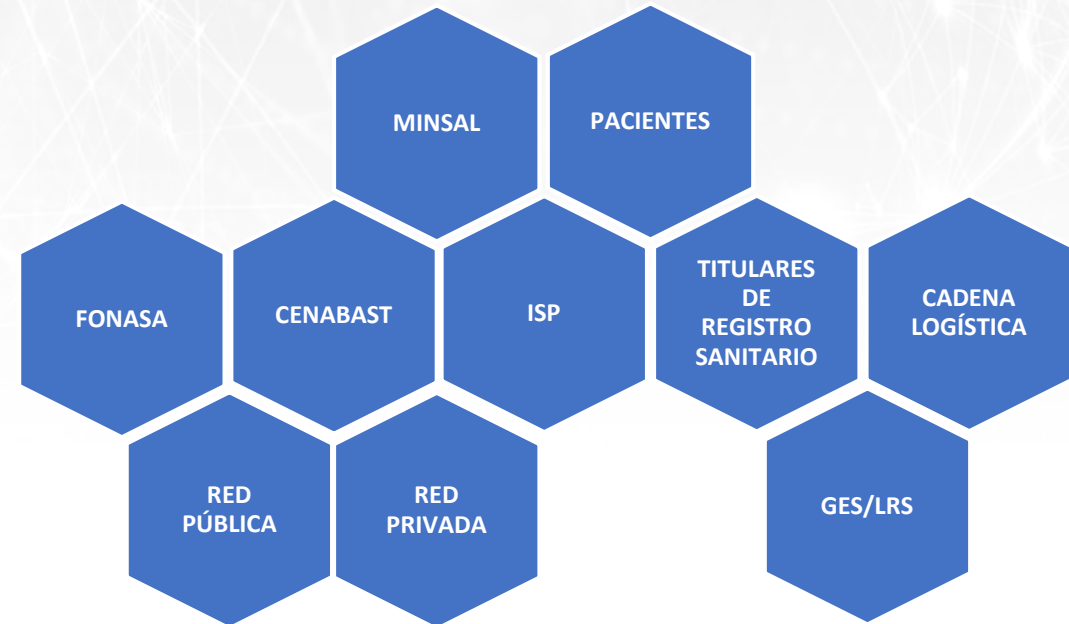 MINSAL
PACIENTES
FONASA
CENABAST
ISP
TITULARES
DE
REGISTRO
SANITARIO
CADENA
LOGÍSTICA
RED
PÚBLICA
RED
PRIVADA
GES/LRS